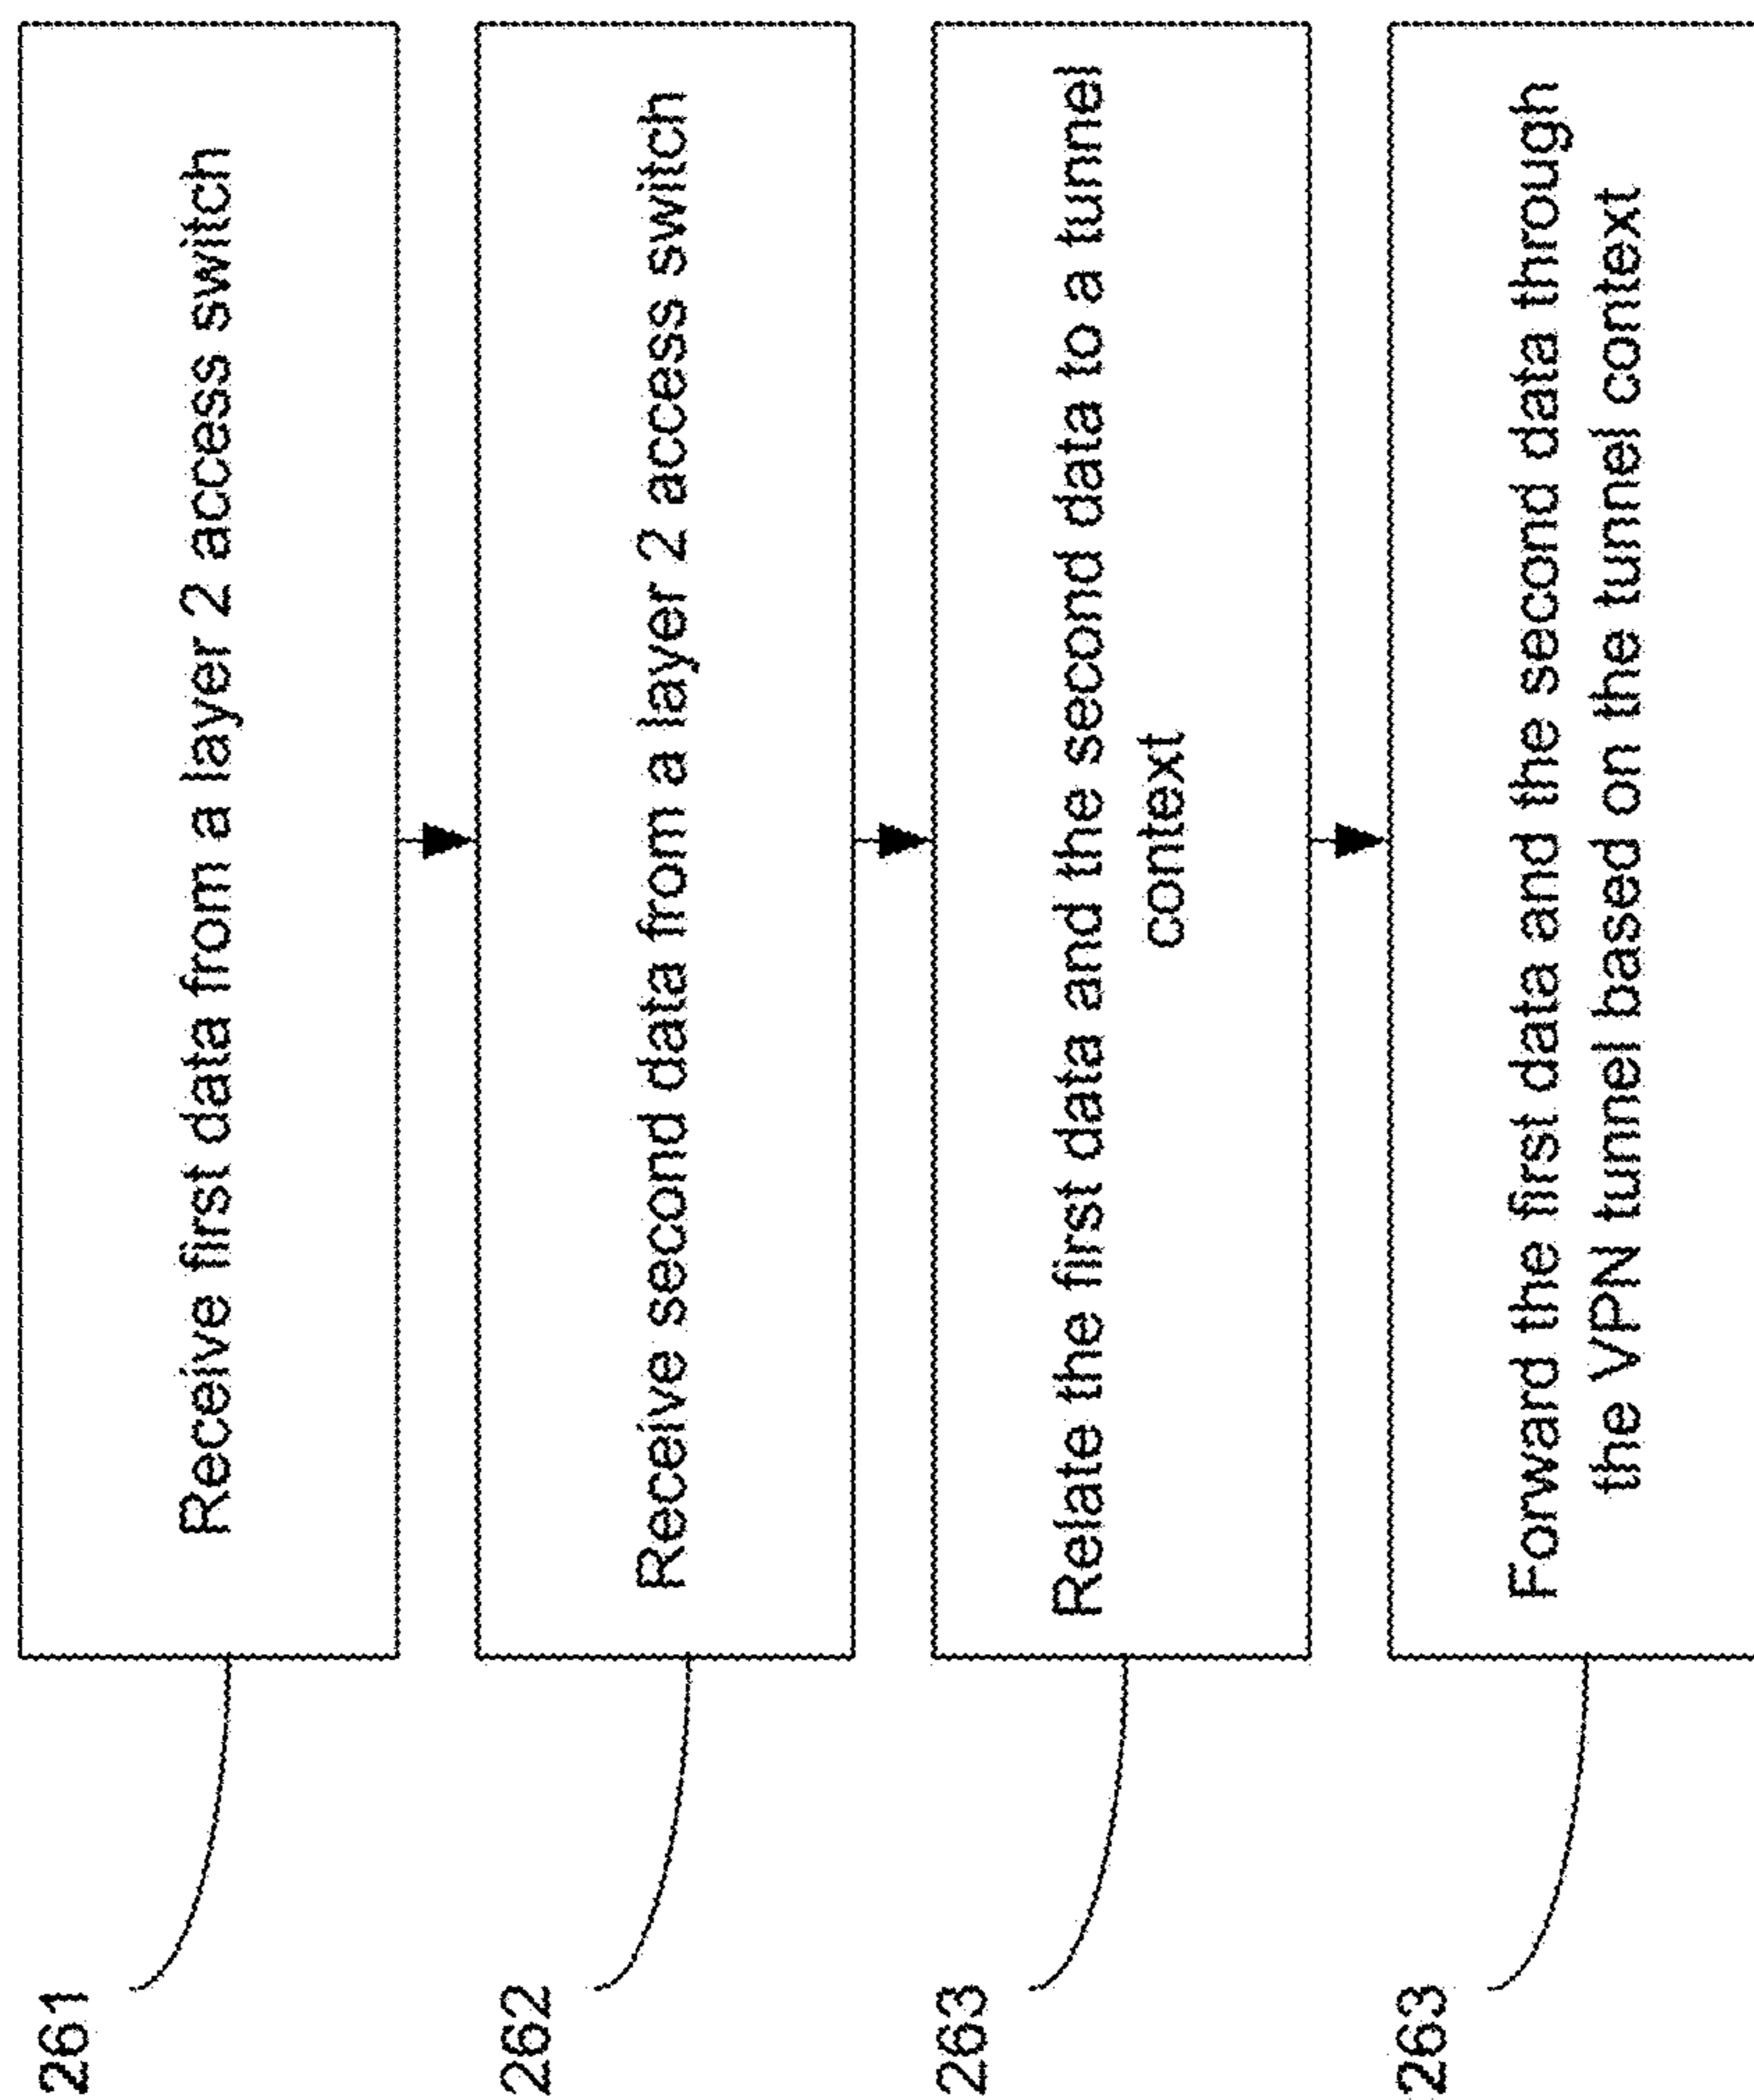 261
Receive first data from a layer 2 access switch
262
Receive second data from a layer 2 access switch
263
Relate the first data and the second data to a tunnel
context
263
Forward the first data and the second data through
the VPN tunnel based on the tunnel context